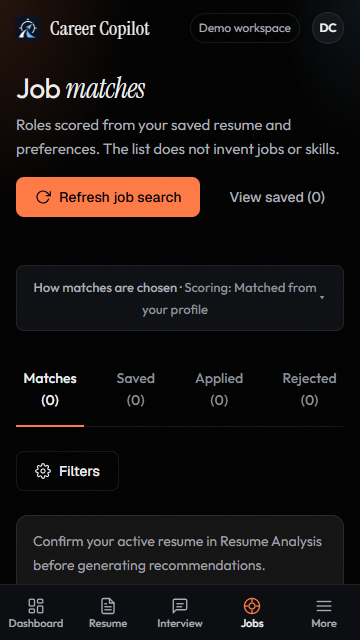 Career Copilot
Demo workspace
DC
Job matches
Roles scored from your saved resume and
preferences. The list does not invent jobs or skills.
Refresh job search
View saved (0)
How matches are chosen · Scoring: Matched from
your profile
Matches
(0)
Saved
(0)
Applied
(0)
Rejected
(0)
Filters
Confirm your active resume in Resume Analysis
before generating recommendations.
Dashboard
Resume
Interview
Jobs
More